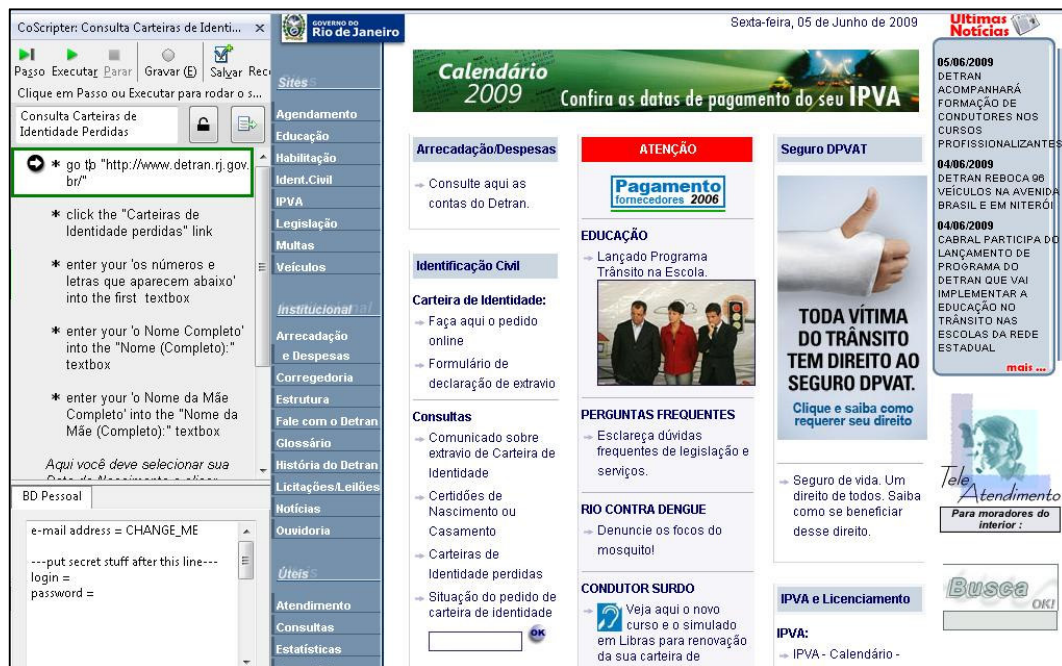 CoScripter: Consulta Carteiras de Identi...
Passo Executar Parar Gravar (E) Salvar Rec
Clique em Passo ou Executar para rodar o s...
Consulta Carteiras de
Identidade Perdidas
* go to "http://www.detran.rj.gov.
br/"
* click the "Carteiras de
Identidade perdidas" link
* enter your 'os números e
letras que aparecem abaixo'
into the first textbox
* enter your 'o Nome Completo'
into the "Nome (Completo):"
textbox
* enter your 'o Nome da Mãe
Completo' into the "Nome da
Mãe (Completo):" textbox
Aqui você deve selecionar sua
BD Pessoal
e-mail address = CHANGE_ME
---put secret stuff after this line---
login =
password =
GOVERNO DO
Rio de Janeiro
Sites
Agendamento
Educação
Habilitação
Ident.Civil
IPVA
Legislação
Multas
Veículos
Institucional
Arrecadação
e Despesas
Corregedoria
Estrutura
Fale com o Detran
Glossário
História do Detran
Licitações/Leilões
Notícias
Ouvidoria
Úteis
Atendimento
Consultas
Estatísticas
Sexta-feira, 05 de Junho de 2009
Calendário
2009
Confira as datas de pagamento do seu IPVA
Arrecadação/Despesas
Consulte aqui as
contas do Detran.
Identificação Civil
Carteira de Identidade:
Faça aqui o pedido
online
Formulário de
declaração de extravio
Consultas
Comunicado sobre
extravio de Carteira de
Identidade
Certidões de
Nascimento ou
Casamento
Carteiras de
Identidade perdidas
Situação do pedido de
carteira de identidade
OK
ATENÇÃO
Pagamento
fornecedores 2006
EDUCAÇÃO
Lançado Programa
Trânsito na Escola.
PERGUNTAS FREQUENTES
Esclareça dúvidas
frequentes de legislação e
serviços.
RIO CONTRA DENGUE
Denuncie os focos do
mosquito!
CONDUTOR SURDO
Veja aqui o novo
curso e o simulado
em Libras para renovação
da sua carteira de
Seguro DPVAT
TODA VÍTIMA
DO TRÂNSITO
TEM DIREITO AO
SEGURO DPVAT.
Clique e saiba como
requerer seu direito
Seguro de vida. Um
direito de todos. Saiba
como se beneficiar
desse direito.
IPVA e Licenciamento
IPVA:
IPVA - Calendário -
Últimas
Notícias
05/06/2009
DETRAN
ACOMPANHARÁ
FORMAÇÃO DE
CONDUTORES NOS
CURSOS
PROFISSIONALIZANTES
04/06/2009
DETRAN REBOCA 96
VEÍCULOS NA AVENIDA
BRASIL E EM NITERÓI
04/06/2009
CABRAL PARTICIPA DO
LANÇAMENTO DE
PROGRAMA DO
DETRAN QUE VAI
IMPLEMENTAR A
EDUCAÇÃO NO
TRÂNSITO NAS
ESCOLAS DA REDE
ESTADUAL
mais ...
Tele
Atendimento
Para moradores do
interior :
Busca
OK!